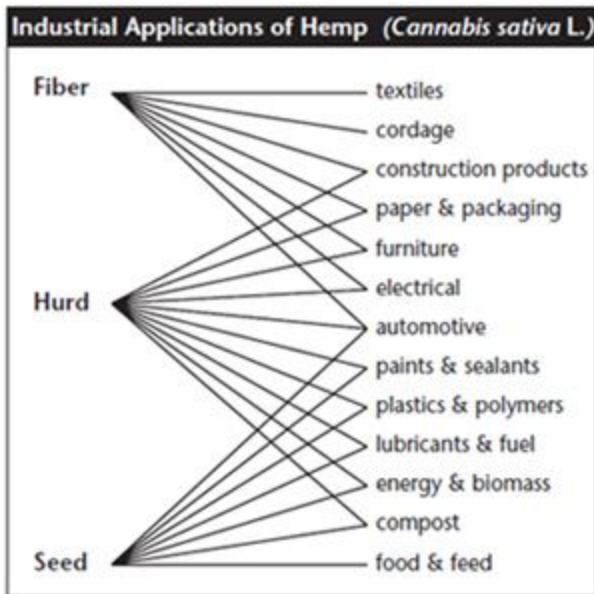 Industrial Applications of Hemp (Cannabis sativa L.)
Fiber
textiles
cordage
construction products
paper & packaging
furniture
Hurd
electrical
automotive
paints & sealants
plastics & polymers
lubricants & fuel
energy & biomass
compost
Seed
food & feed